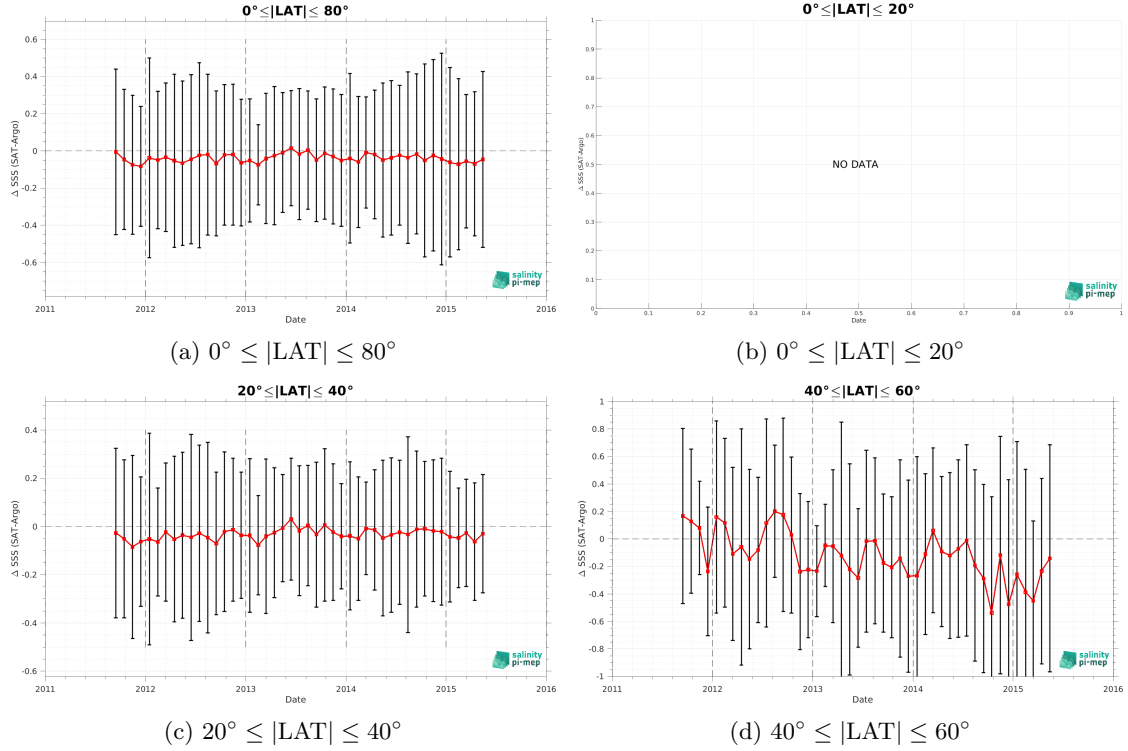 0°≤|LAT|≤ 80°
Δ SSS (SAT-Argo)
0.6
0.4
0.2
0
-0.2
-0.4
-0.6
2011
2012
2013
2014
2015
2016
Date
salinity
pi-mep
(a) 0° ≤ |LAT| ≤ 80°
0°≤|LAT|≤ 20°
Δ SSS (SAT-Argo)
1
0.9
0.8
0.7
0.6
0.5
0.4
0.3
0.2
0.1
0
NO DATA
0
0.1
0.2
0.3
0.4
0.5
0.6
0.7
0.8
0.9
1
Date
salinity
pi-mep
(b) 0° ≤ |LAT| ≤ 20°
20°≤|LAT|≤ 40°
Δ SSS (SAT-Argo)
0.4
0.2
0
-0.2
-0.4
-0.6
2011
2012
2013
2014
2015
2016
Date
salinity
pi-mep
(c) 20° ≤ |LAT| ≤ 40°
40°≤|LAT|≤ 60°
Δ SSS (SAT-Argo)
1
0.8
0.6
0.4
0.2
0
-0.2
-0.4
-0.6
-0.8
-1
2011
2012
2013
2014
2015
2016
Date
salinity
pi-mep
(d) 40° ≤ |LAT| ≤ 60°